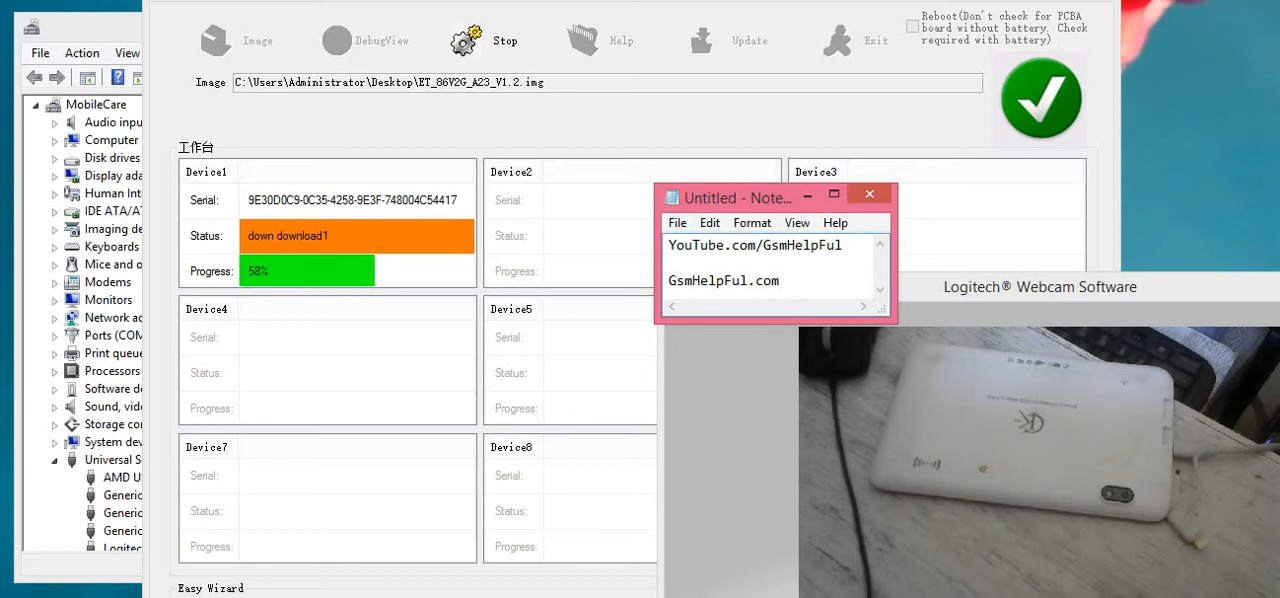 File Action View
MobileCare
Audio inpu
Computer
Disk drives
Display ada
Human Int
IDE ATA/AT
Imaging de
Keyboards
Mice and o
Modems
Monitors
Network ac
Ports (COM
Print queue
Processors
Software de
Sound, vide
Storage con
System dev
Universal S
AMD U
Generic
Generic
Generic
Logitec
Image
DebugView
Stop
Help
Update
Exit
Reboot(Don't check for PCBA
board without battery. Check
required with battery)
Image C:\Users\Administrator\Desktop\ET_86V2G_A23_V1.2.img
工作台
Device1
Serial: 9E30D0C9-0C35-4258-9E3F-748004C54417
Status: down download1
Progress: 58%
Device2
Serial:
Status:
Progress:
Device3
Untitled - Note...
File Edit Format View Help
YouTube.com/GsmHelpFul
GsmHelpFul.com
Logitech® Webcam Software
Device4
Serial:
Status:
Progress:
Device5
Serial:
Status:
Progress:
Device7
Serial:
Status:
Progress:
Device8
Serial:
Status:
Progress:
Easy Wizard